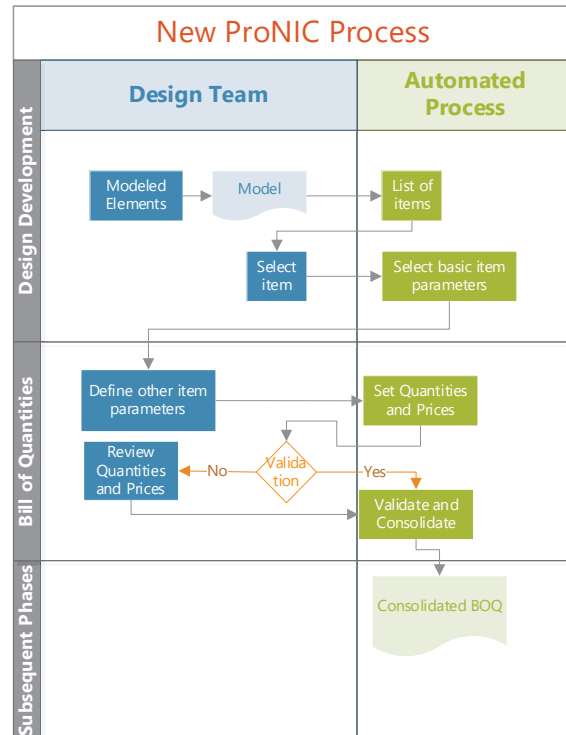 New ProNIC Process
Design Team
Automated
Process
Design Development
Modeled
Elements
Model
List of
items
Select
item
Select basic item
parameters
Bill of Quantities
Define other item
parameters
Set Quantities
and Prices
Review
Quantities
and Prices
No
Valida
tion
Yes
Validate and
Consolidate
Subsequent Phases
Consolidated BOQ